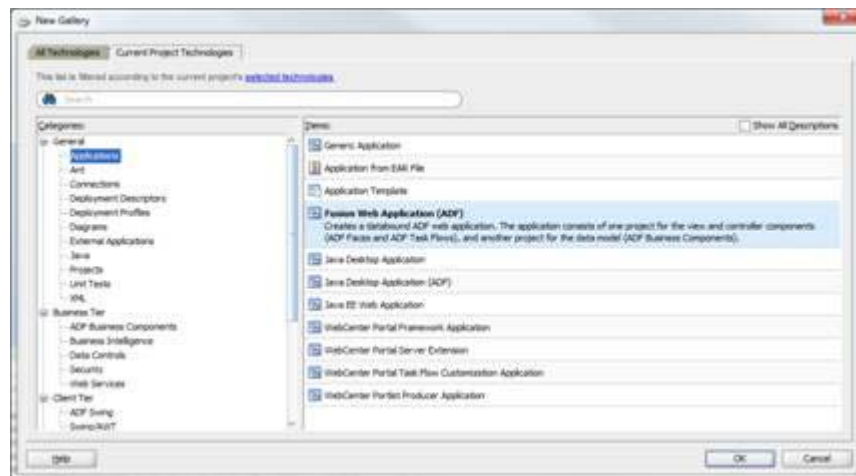 New Gallery
All Technologies
Current Project Technologies
This list is filtered according to the current project's selected technologies.
Search
Categories:
General
Applications
Ant
Connections
Deployment Descriptors
Deployment Profiles
Diagrams
External Applications
Java
Projects
Unit Tests
XML
Business Tier
ADF Business Components
Business Intelligence
Data Controls
Security
Web Services
Client Tier
ADF Swing
Swing/AWT
Items:
Show All Descriptions
Generic Application
Application from EAR File
Application Template
Fusion Web Application (ADF)
Creates a databound ADF web application. The application consists of one project for the view and controller components
(ADF Faces and ADF Task Flows), and another project for the data model (ADF Business Components).
Java Desktop Application
Java Desktop Application (ADF)
Java EE Web Application
WebCenter Portal Framework Application
WebCenter Portal Server Extension
WebCenter Portal Task Flow Customization Application
WebCenter Portlet Producer Application
Help
OK
Cancel